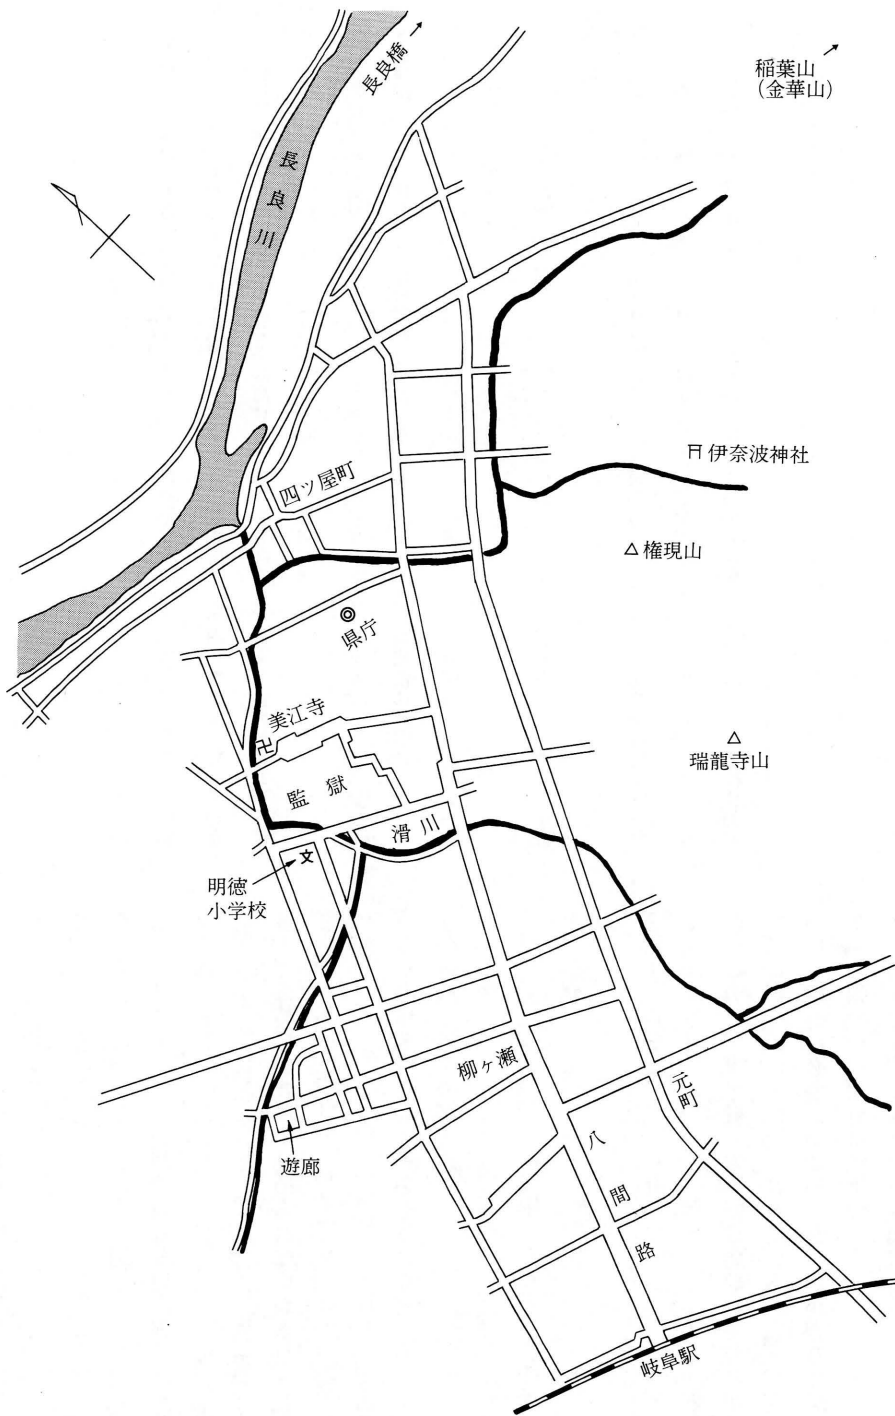 長良橋
稲葉山
(金華山)
長良川
四ツ屋町
伊奈波神社
権現山
県庁
美江寺
卍
瑞龍寺山
監獄
滑川
文
明徳
小学校
柳ヶ瀬
元町
遊廓
八間路
岐阜駅